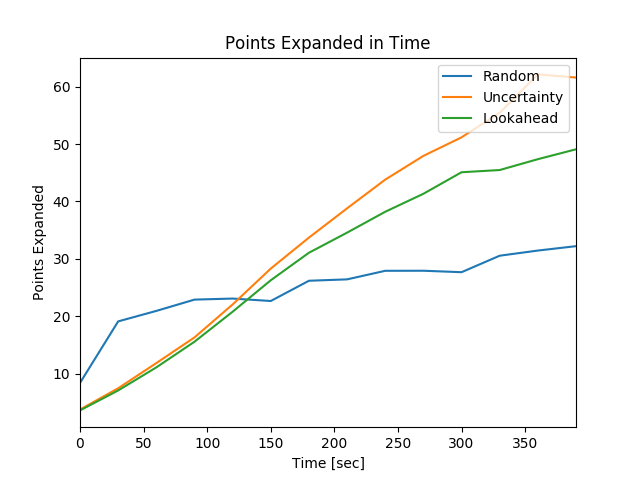 Points Expanded in Time
Random
Uncertainty
Lookahead
60
50
40
30
20
10
Points Expanded
0 50 100 150 200 250 300 350
Time [sec]